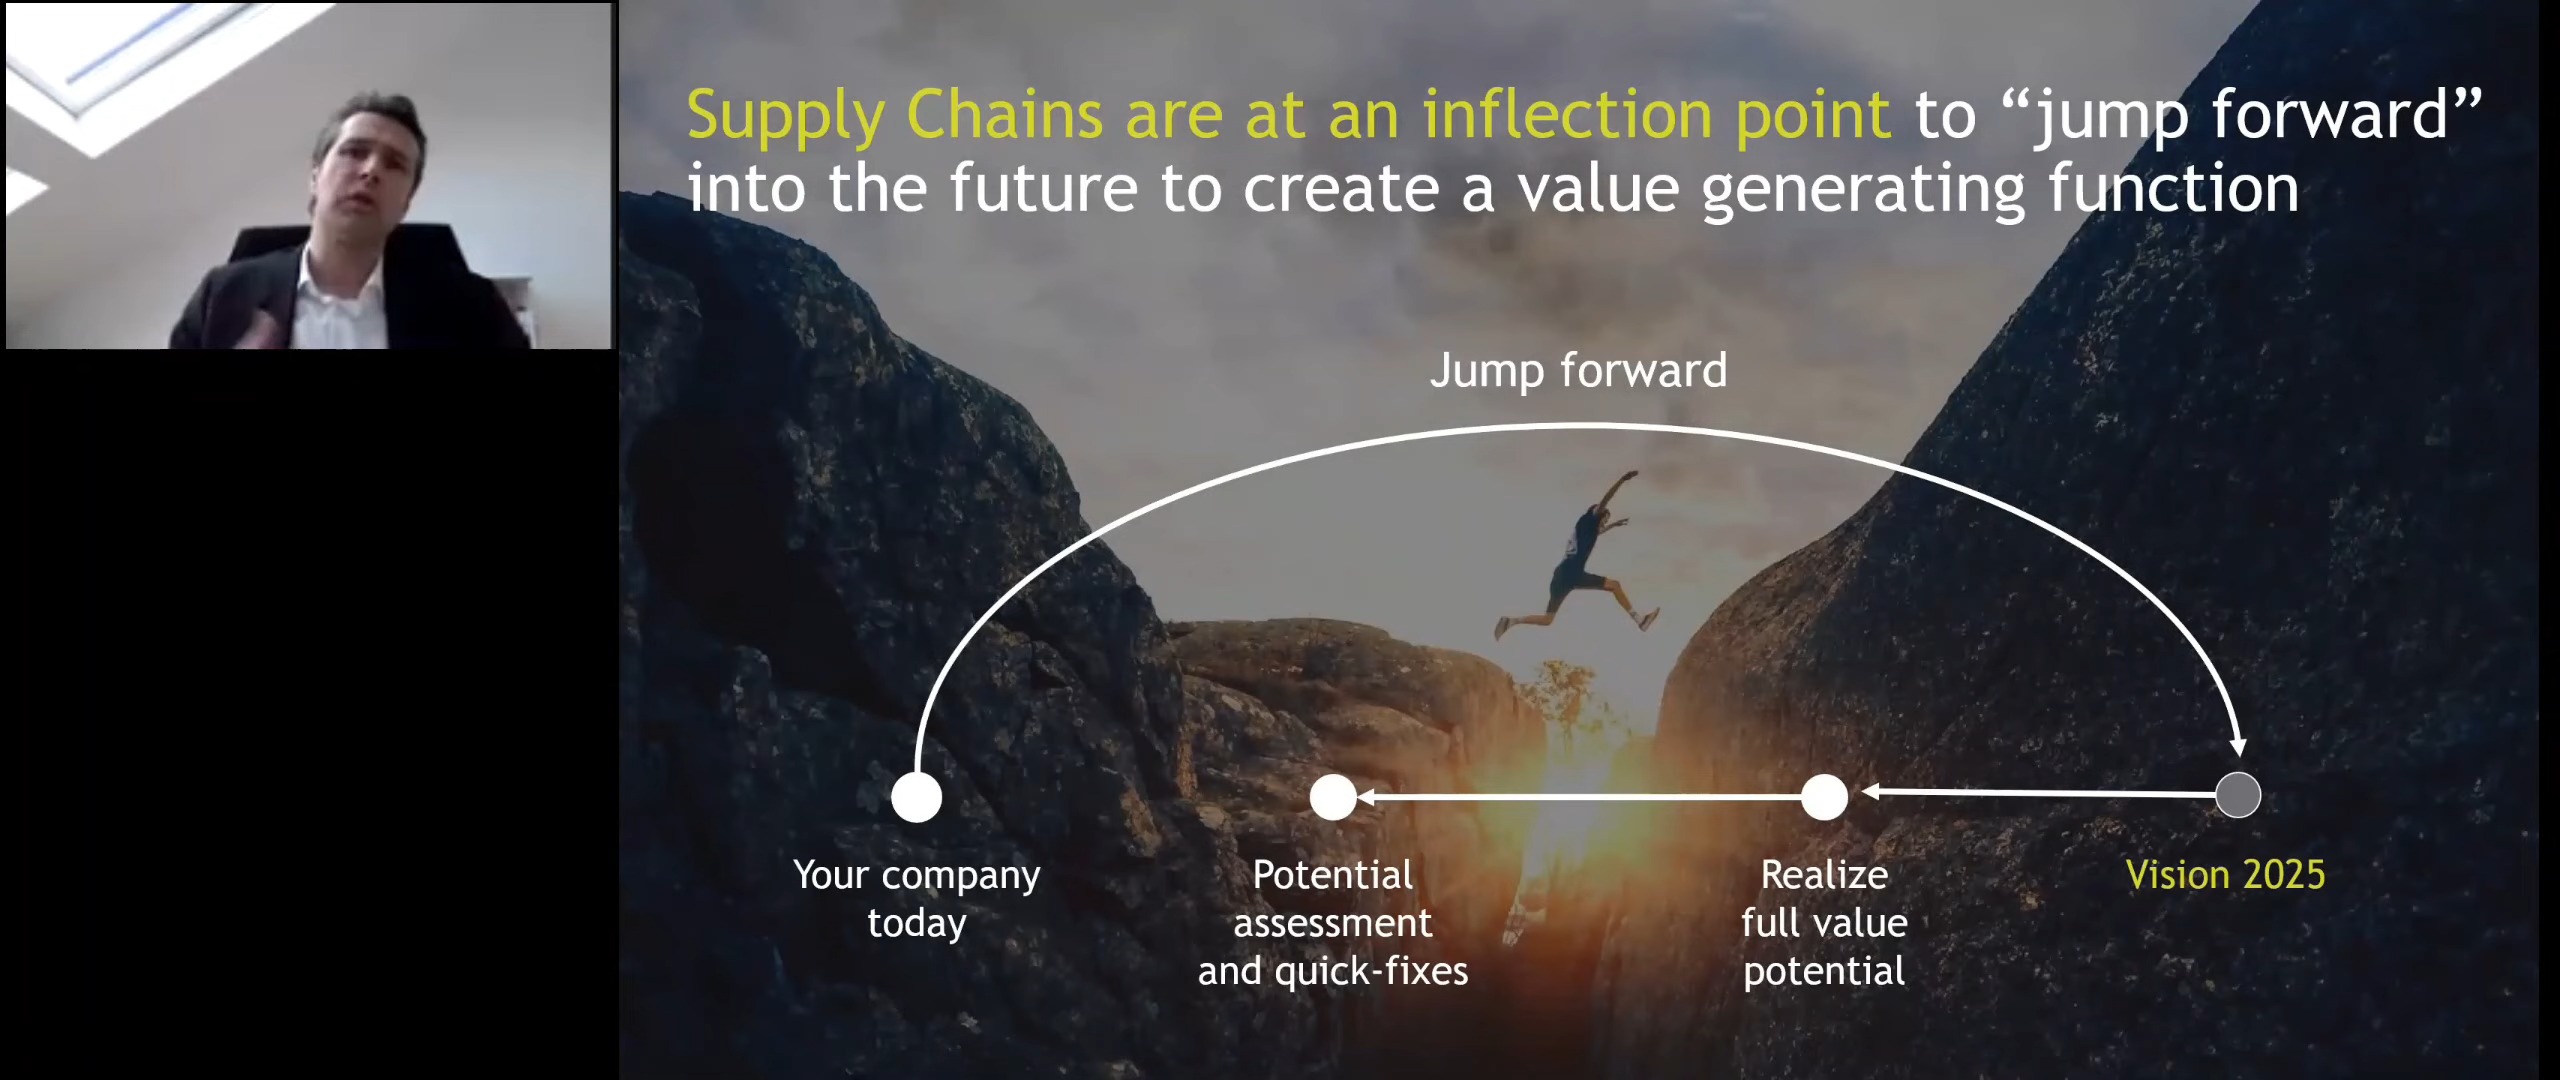 Supply Chains are at an inflection point to “jump forward”
into the future to create a value generating function
Jump forward
Your company
today
Potential
assessment
and quick-fixes
Realize
full value
potential
Vision 2025